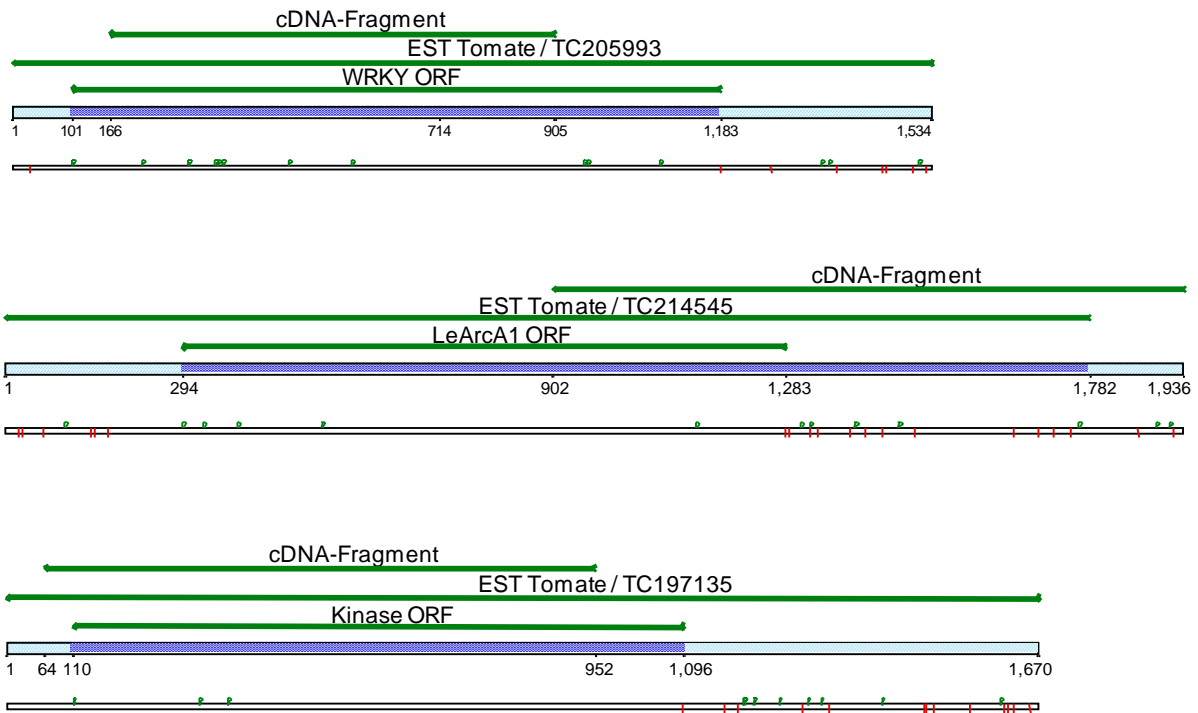 cDNA-Fragment
EST Tomate / TC205993
WRKY ORF
1 101 166 714 905 1,183 1,534
cDNA-Fragment
EST Tomate / TC214545
LeArcA1 ORF
1 294 902 1,283 1,782 1,936
cDNA-Fragment
EST Tomate / TC197135
Kinase ORF
1 64 110 952 1,096 1,670